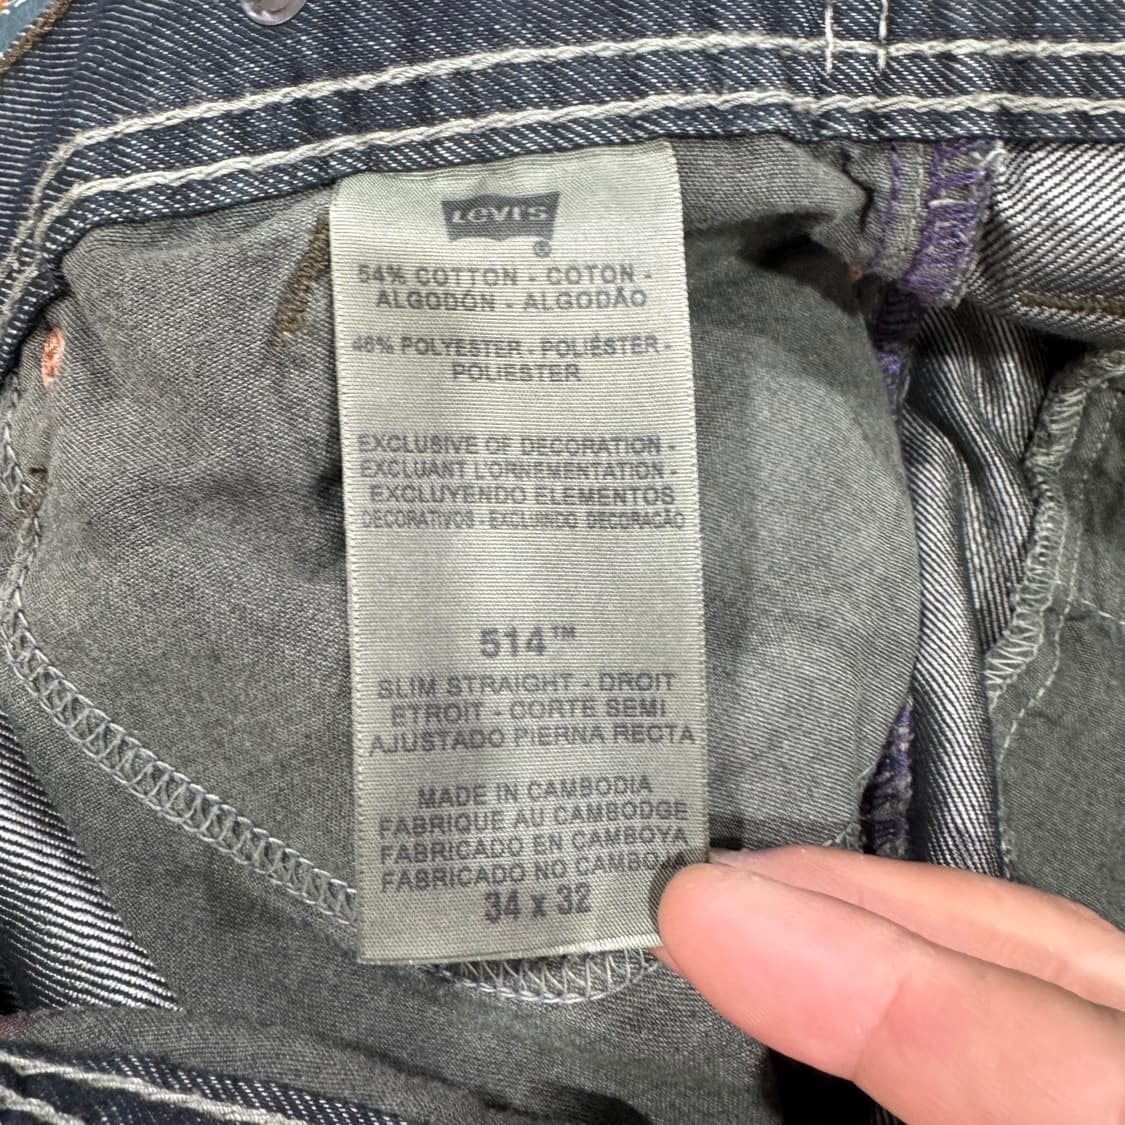 Levi's
®
54% COTTON - COTON -
ALGODÓN - ALGODÃO
46% POLYESTER - POLIÉSTER -
POLIESTER
EXCLUSIVE OF DECORATION -
EXCLUANT L'ORNEMENTATION -
EXCLUYENDO ELEMENTOS
DECORATIVOS - EXCLUINDO DECORAÇÃO
514™
SLIM STRAIGHT - DROIT
ETROIT - CORTE SEMI
AJUSTADO PIERNA RECTA
MADE IN CAMBODIA
FABRIQUE AU CAMBODGE
FABRICADO EN CAMBOYA
FABRICADO NO CAMBOJA
34 x 32